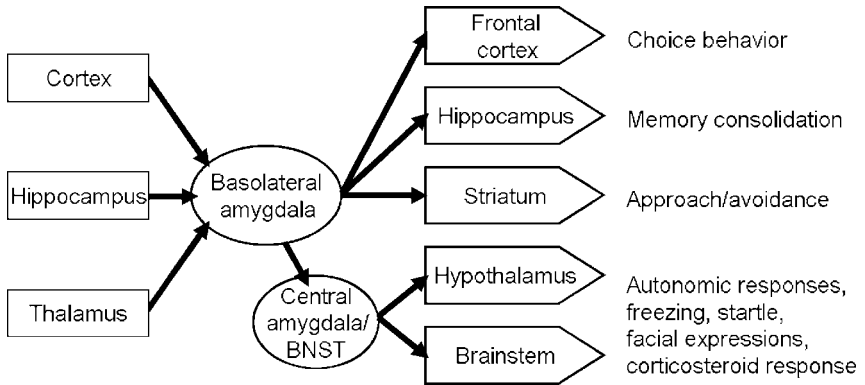 Cortex
Hippocampus
Thalamus
Basolateral
amygdala
Central
amygdala/
BNST
Frontal
cortex
Choice behavior
Hippocampus
Memory consolidation
Striatum
Approach/avoidance
Hypothalamus
Brainstem
Autonomic responses,
freezing, startle,
facial expressions,
corticosteroid response